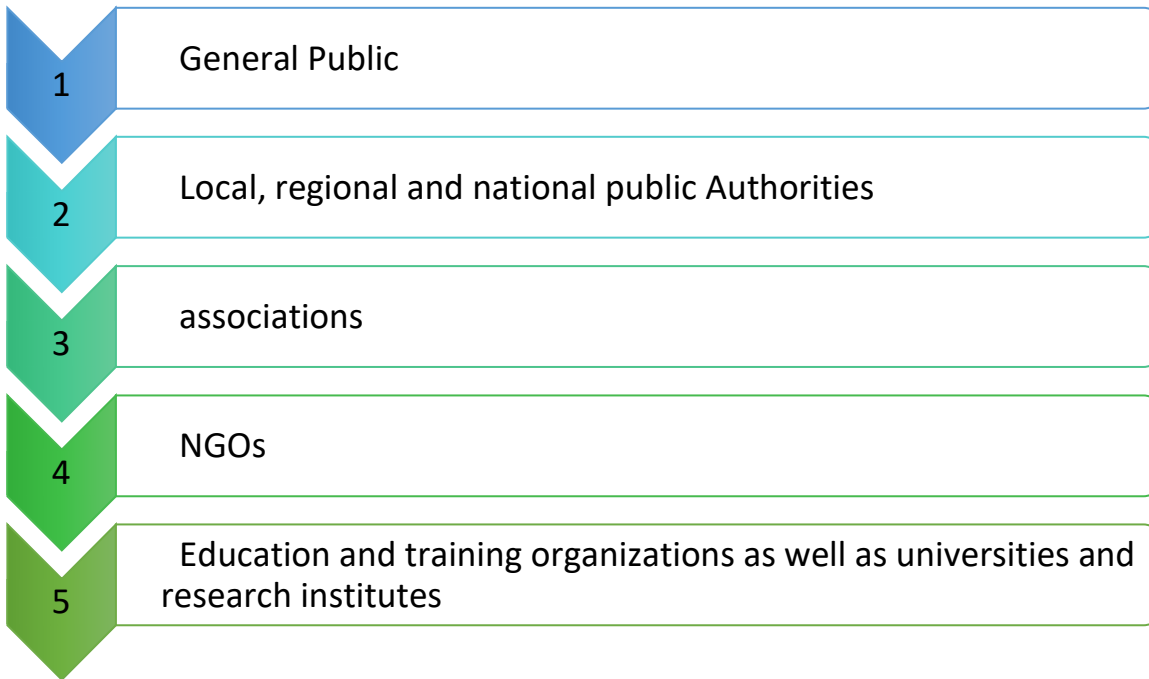 1
General Public
2
Local, regional and national public Authorities
3
associations
4
NGOs
5
Education and training organizations as well as universities and
research institutes